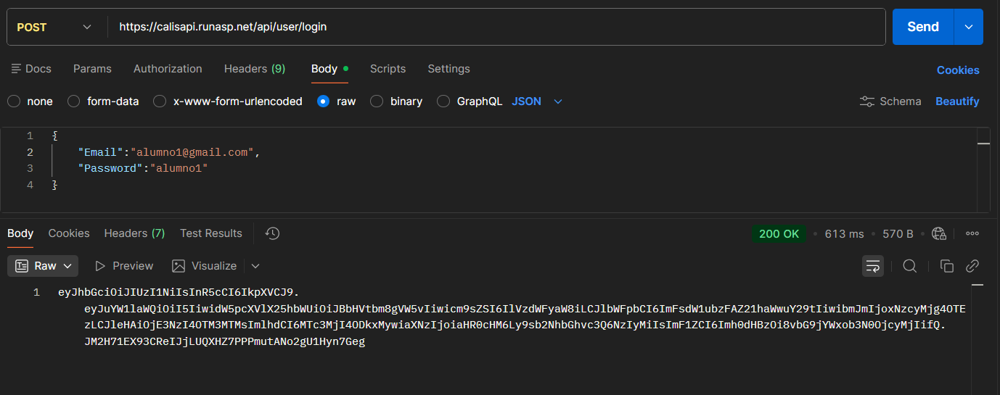 POST https://calisapi.runasp.net/api/user/login Send
Docs Params Authorization Headers (9) Body Scripts Settings Cookies
none form-data x-www-form-urlencoded raw binary GraphQL JSON Schema Beautify
1 {
2 "Email":"alumno1@gmail.com",
3 "Password":"alumno1"
4 }
Body Cookies Headers (7) Test Results 200 OK • 613 ms • 570 B •
Raw Preview Visualize
1 eyJhbGciOiJIUzI1NiIsInR5cCI6IkpXVCJ9.
eyJuYW1laWQiOiI5IiwidW5pcXVlX25hbWUiOiJBbHVtbm8gVW5vIiwicm9sZSI6IlVzdWFyaW8iLCJlbWFpbCI6ImFsdW1ubzFAZ21haWwuY29tIiwibmJmIjoxNzcyMjg4OTE
zLCJleHAiOjE3NzI4OTM3MTMsImlhdCI6MTc3MjI4ODkxMywiaXNzIjoiaHR0cHM6Ly9sb2NhbGhvc3Q6NzIyMiIsImF1ZCI6Imh0dHBzOi8vbG9jYWxob3N0OjcyMjIifQ.
JM2H71EX93CReIJjLUQXHZ7PPPmutANo2gU1Hyn7Geg